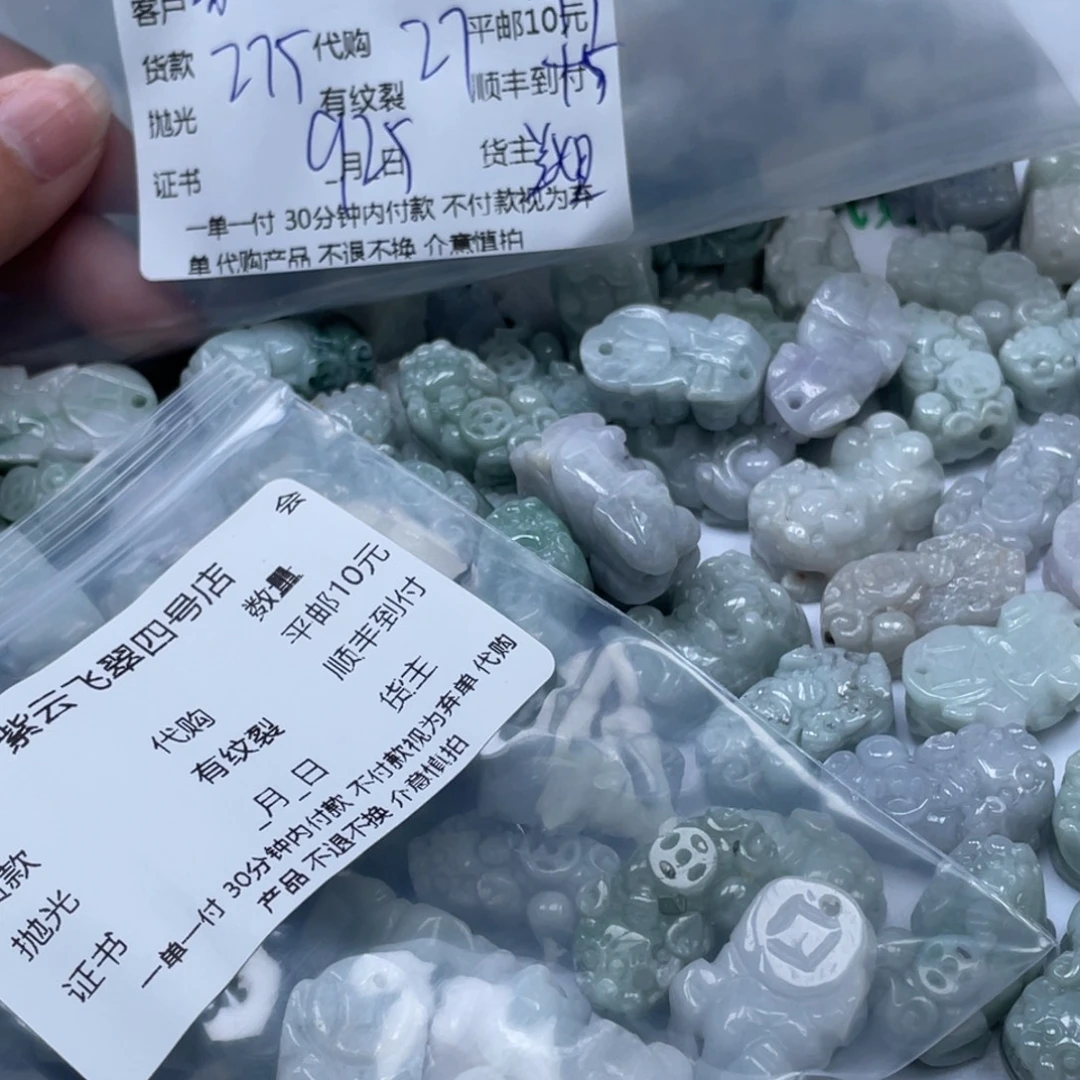 客户
货款 275 代购 27 平邮10元
有纹裂 顺丰到付 15
抛光
9月25日 货主
证书
一单一付 30分钟内付款 不付款视为弃
单 代购产品 不退不换 介意慎拍
会
紫云飞翠四号店
数量
代购 平邮10元
有纹裂 顺丰到付
_月_日 货主
款
抛光
证书
一单一付 30分钟内付款 不付款视为弃单 代购
产品 不退不换 介意慎拍